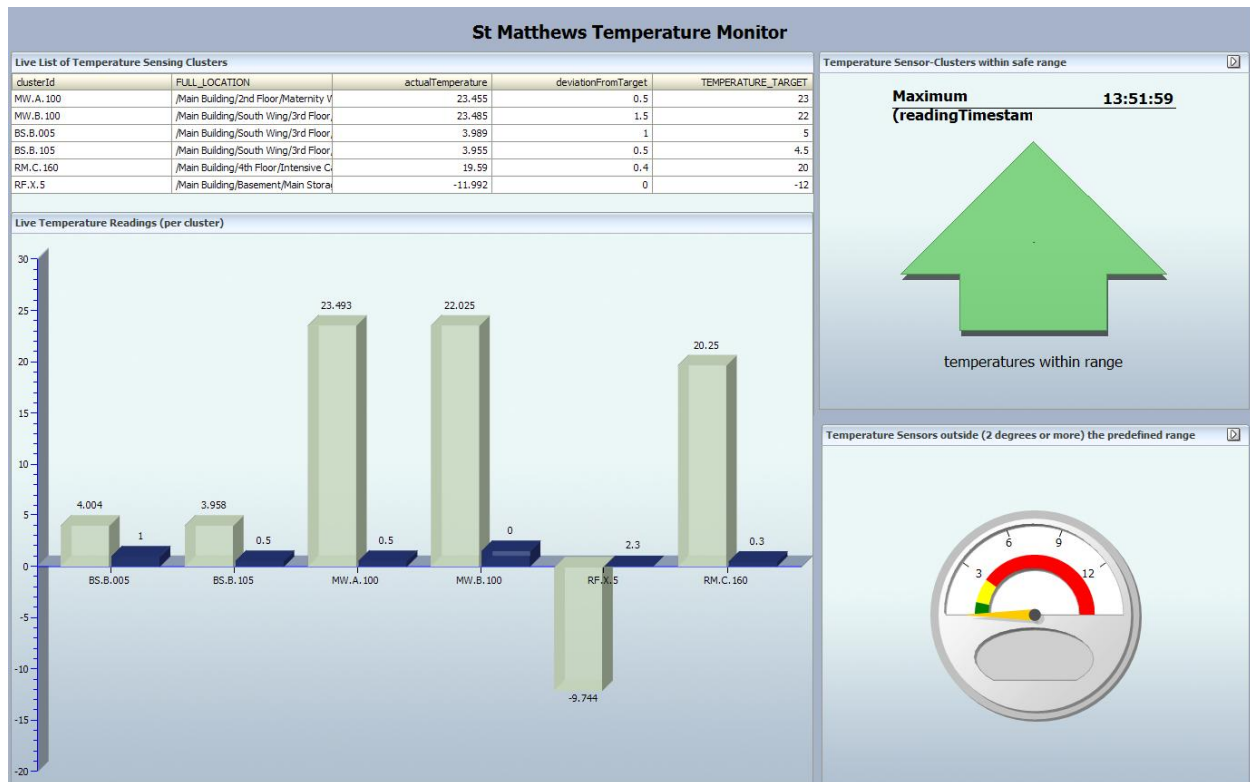 St Matthews Temperature Monitor
Live List of Temperature Sensing Clusters
clusterId FULL_LOCATION actualTemperature deviationFromTarget TEMPERATURE_TARGET
MW.A.100 /Main Building/2nd Floor/Maternity V 23.455 0.5 23
MW.B.100 /Main Building/South Wing/3rd Floor, 23.485 1.5 22
BS.B.005 /Main Building/South Wing/3rd Floor, 3.989 1 5
BS.B.105 /Main Building/South Wing/3rd Floor, 3.955 0.5 4.5
RM.C.160 /Main Building/4th Floor/Intensive C 19.59 0.4 20
RF.X.5 /Main Building/Basement/Main Stora -11.992 0 -12
Live Temperature Readings (per cluster)
30
25
20
15
10
5
0
-5
-10
-15
-20
4.004 1
3.958 0.5
23.493 0.5
22.025 0
-9.744 2.3
20.25 0.3
BS.B.005 BS.B.105 MW.A.100 MW.B.100 RF.X.5 RM.C.160
Temperature Sensor-Clusters within safe range
Maximum 13:51:59
(readingTimestam
temperatures within range
Temperature Sensors outside (2 degrees or more) the predefined range
3 6 9 12